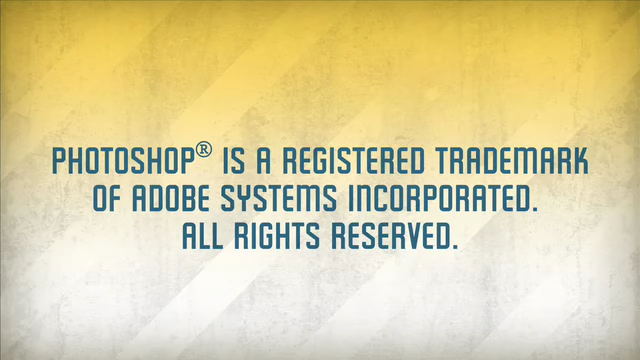 PHOTOSHOP® IS A REGISTERED TRADEMARK
OF ADOBE SYSTEMS INCORPORATED.
ALL RIGHTS RESERVED.